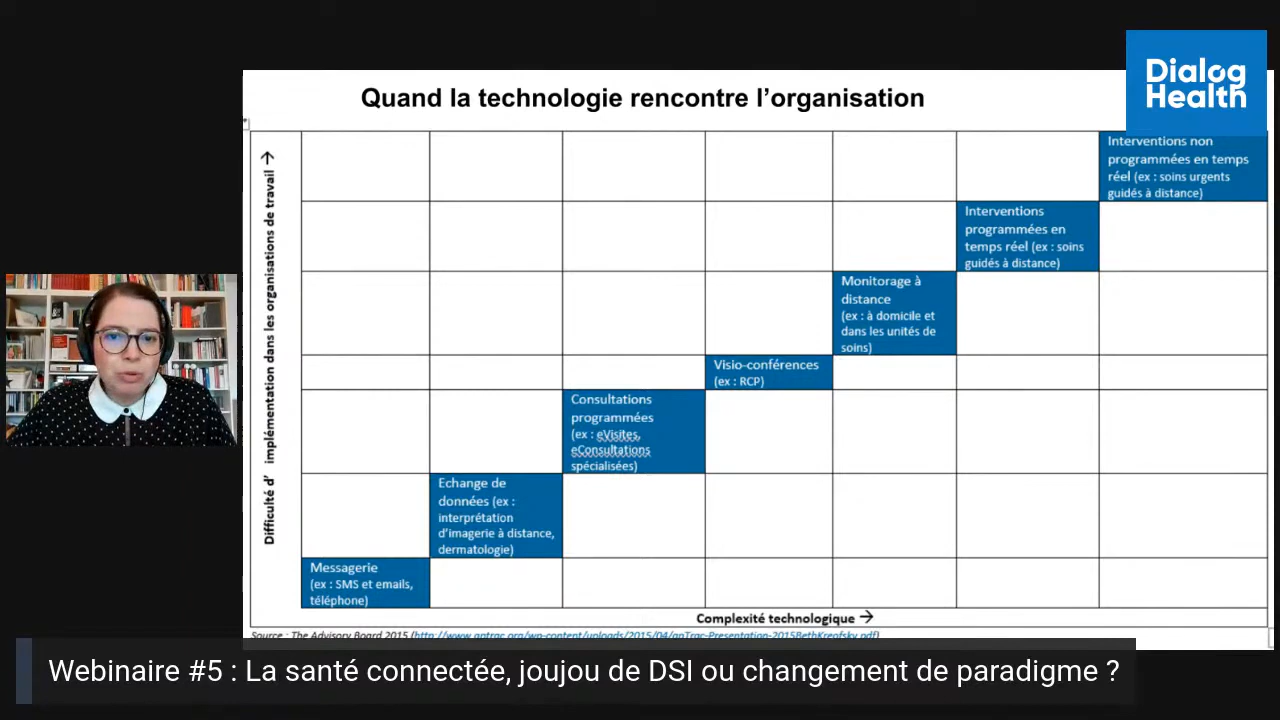 Quand la technologie rencontre l'organisation
Dialog
Health
Difficulté d' implémentation dans les organisations de travail →
Interventions non
programmées en temps
réel (ex : soins urgents
guidés à distance)
Interventions
programmées en
temps réel (ex : soins
guidés à distance)
Monitorage à
distance
(ex : à domicile et
dans les unités de
soins)
Visio-conférences
(ex : RCP)
Consultations
programmées
(ex : eVisites,
eConsultations
spécialisées)
Echange de
données (ex :
interprétation
d'imagerie à distance,
dermatologie)
Messagerie
(ex : SMS et emails,
téléphone)
Complexité technologique →
Source : The Advisory Board 2015 (http://www.gptrac.org/wp-content/uploads/2015/04/gpTrac-Presentation-2015BethKreofsky.pdf)
Webinaire #5 : La santé connectée, joujou de DSI ou changement de paradigme ?